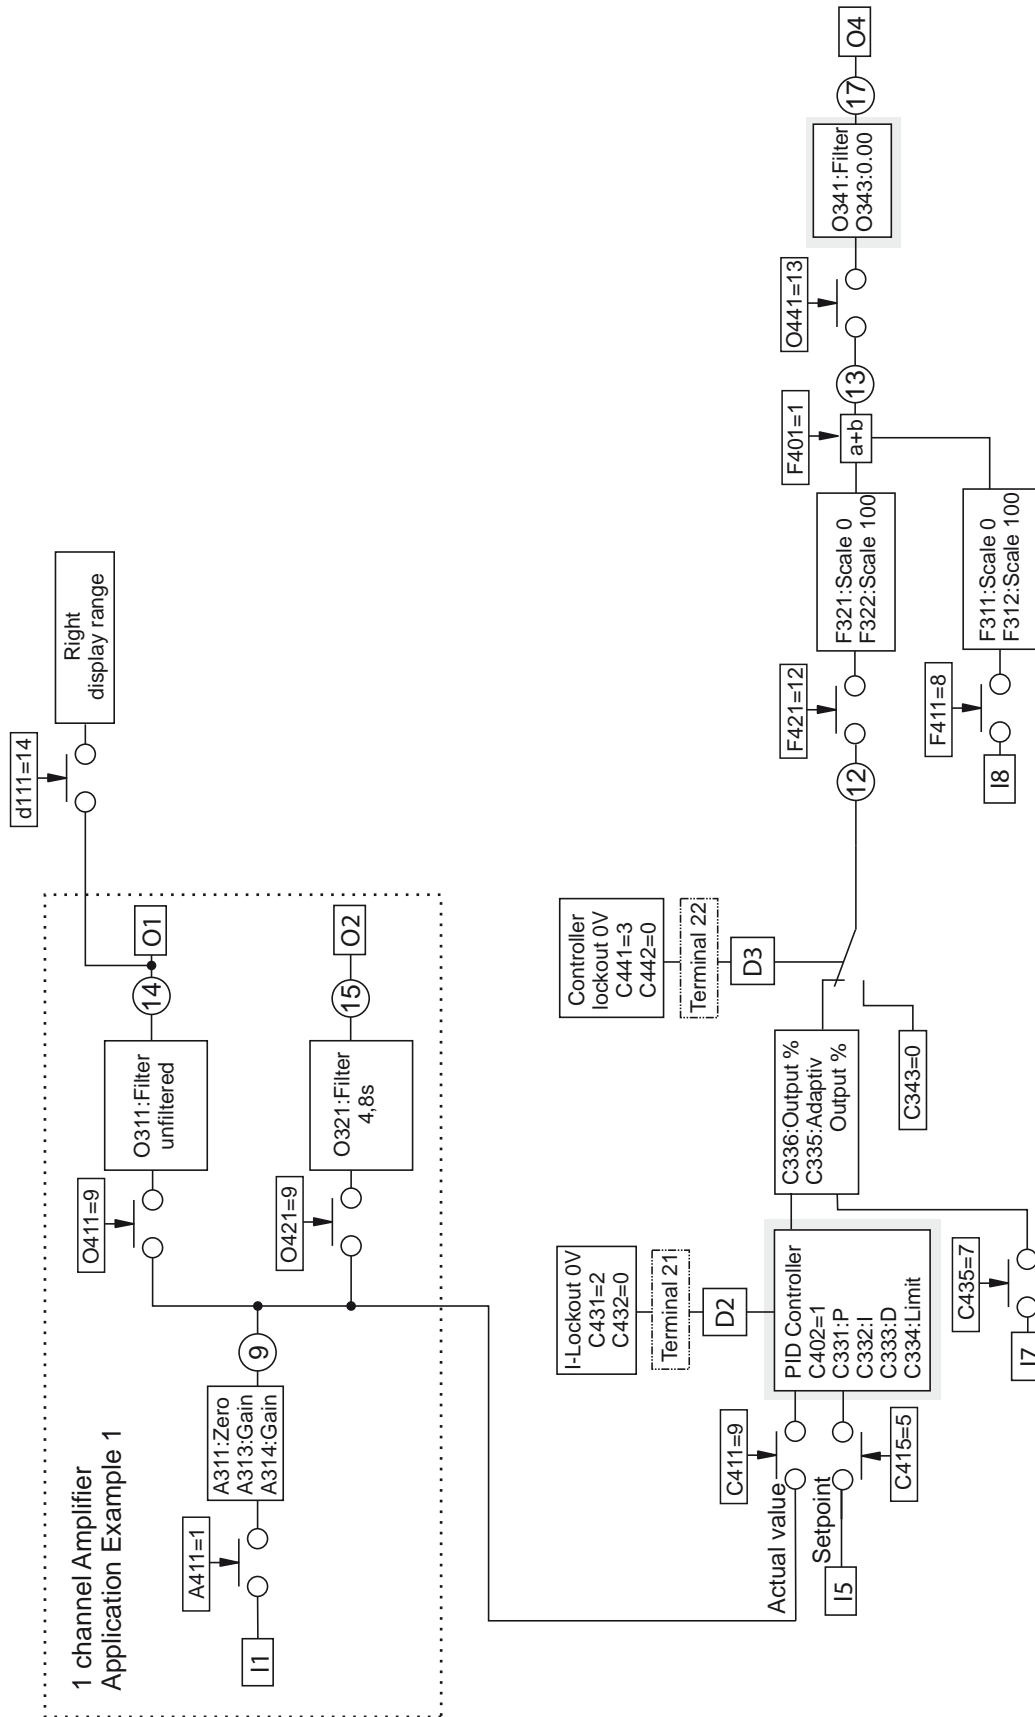 1 channel Amplifier
Application Example 1
I1
A411=1
A311:Zero
A313:Gain
A314:Gain
9
O411=9
O311:Filter
unfiltered
14
O1
O421=9
O321:Filter
4,8s
15
O2
d111=14
Right
display range
Actual value
C411=9
Setpoint
I5
C415=5
I-Lockout 0V
C431=2
C432=0
Terminal 21
D2
PID Controller
C402=1
C331:P
C332:I
C333:D
C334:Limit
I7
C435=7
C336:Output %
C335:Adaptiv
Output %
C343=0
Controller
lockout 0V
C441=3
C442=0
Terminal 22
D3
12
F421=12
F321:Scale 0
F322:Scale 100
I8
F411=8
F311:Scale 0
F312:Scale 100
F401=1
a+b
13
O441=13
O341:Filter
O343:0.00
17
O4